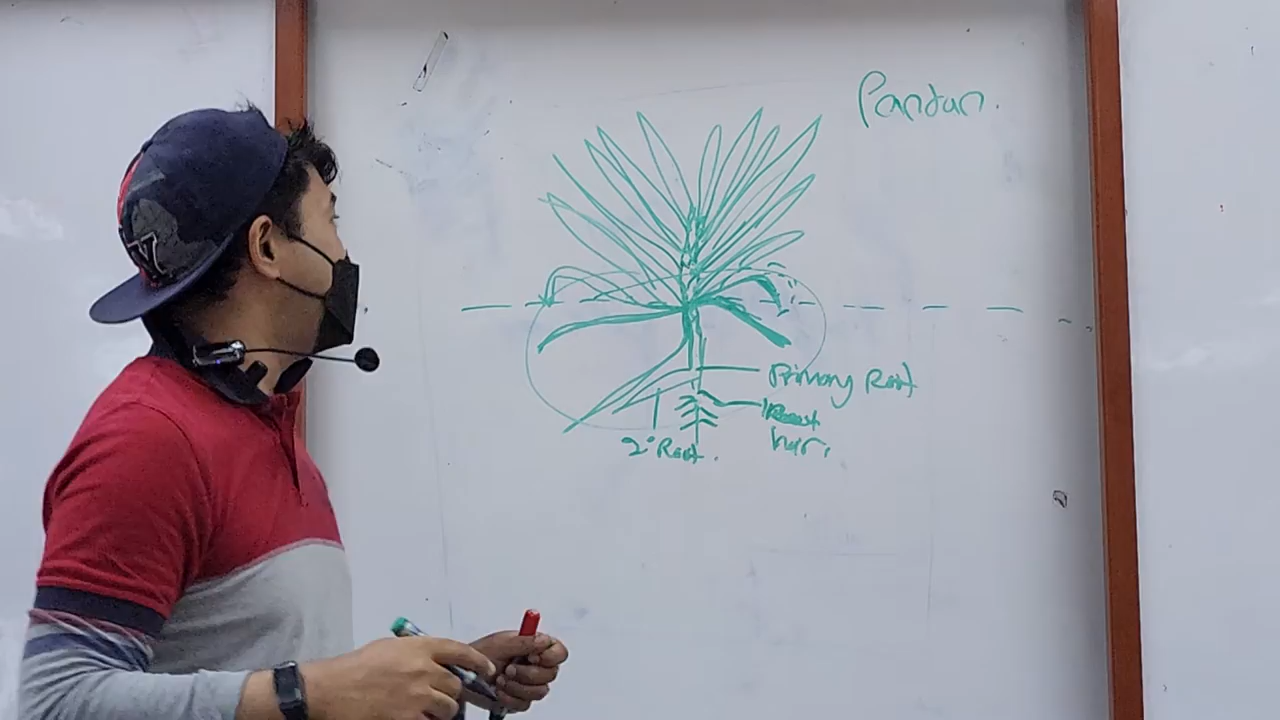 Pandan.
Primary Root
Root
hair,
2° Root.